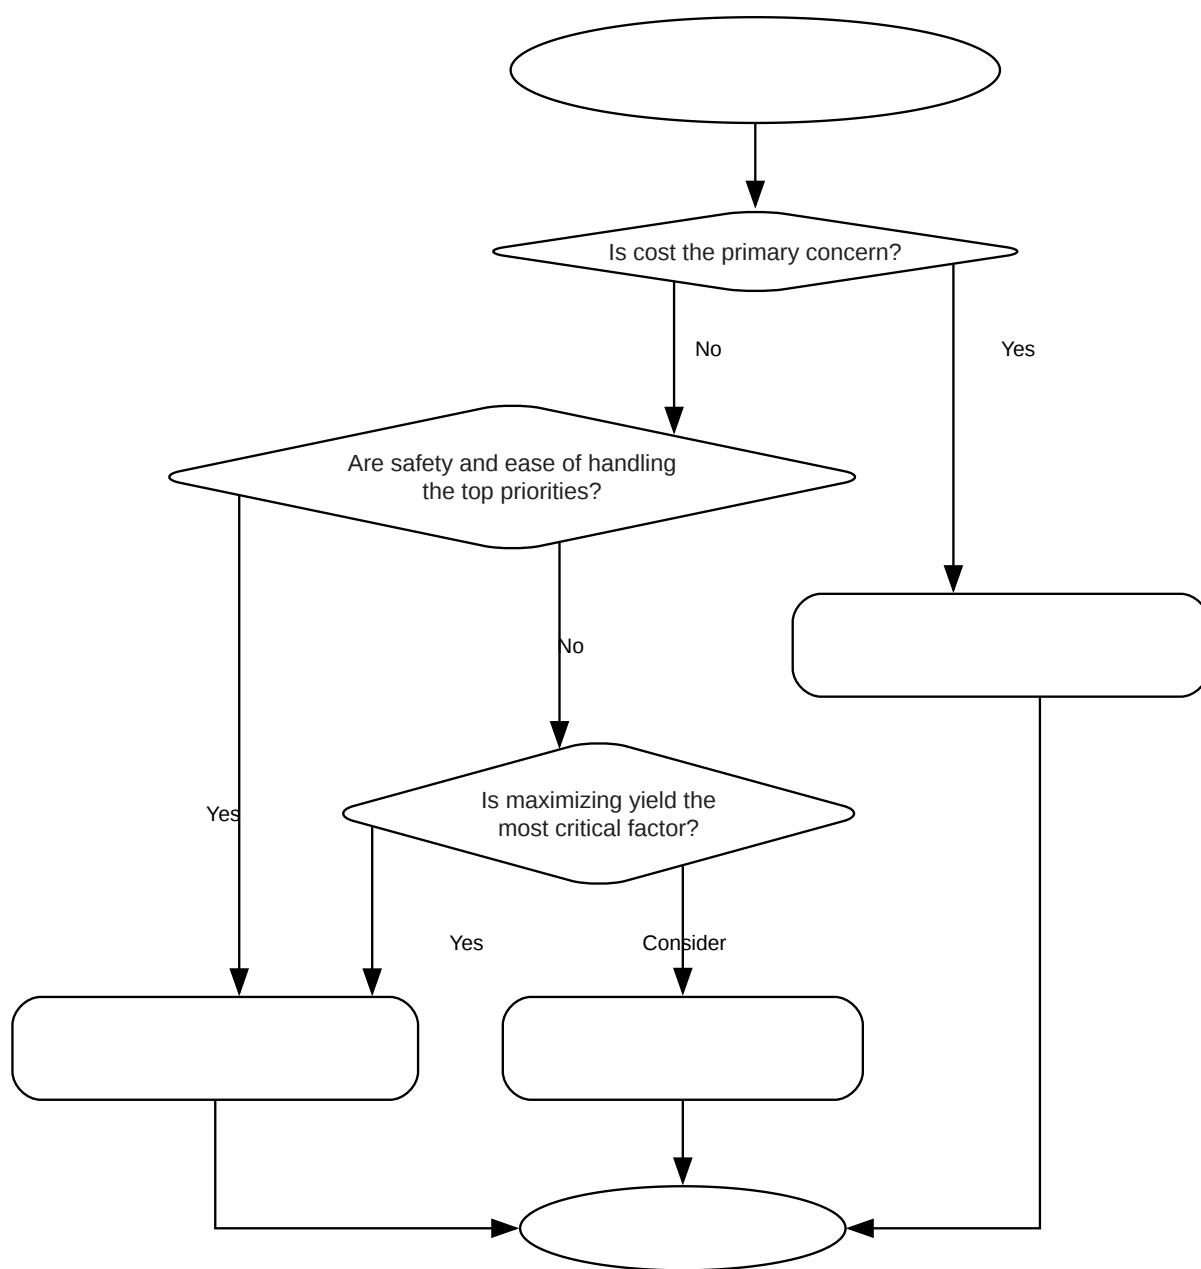 Is cost the primary concern?
No
Yes
Are safety and ease of handling
the top priorities?
No
Is maximizing yield the
most critical factor?
Yes
Yes
Consider